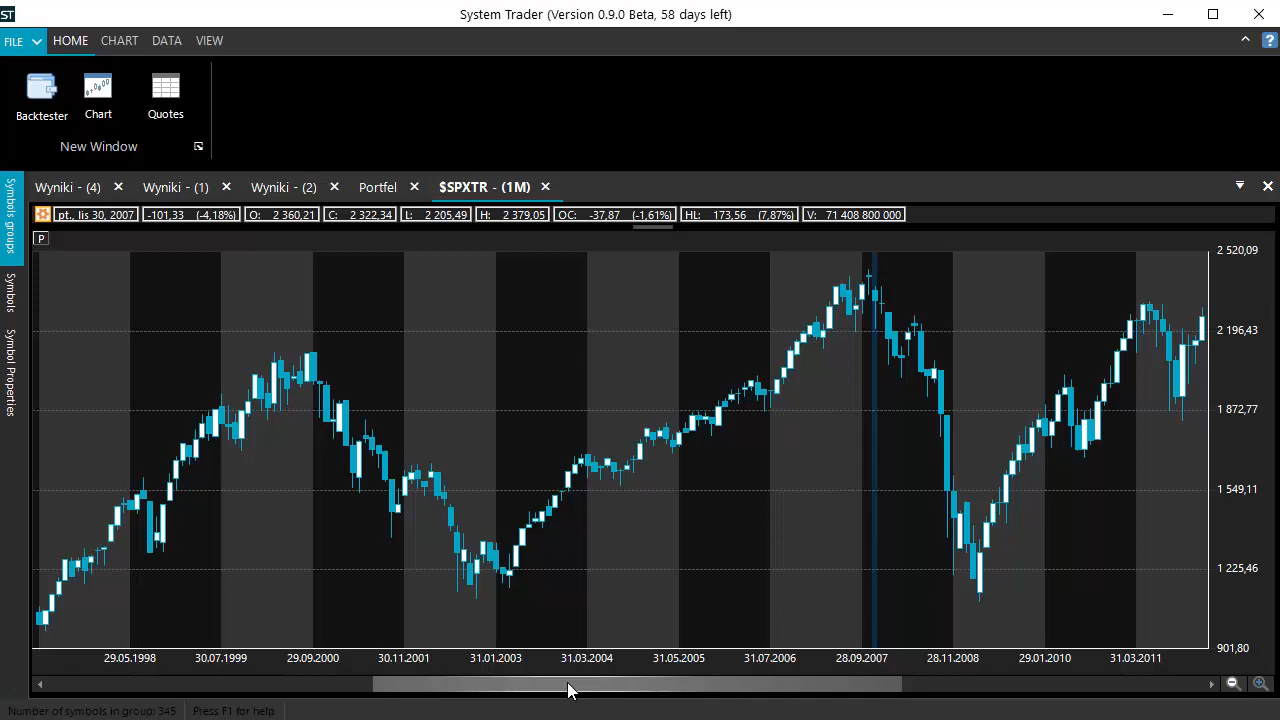 ST System Trader (Version 0.9.0 Beta, 58 days left)
FILE HOME CHART DATA VIEW ?
Backtester Chart Quotes
New Window
Wyniki - (4) Wyniki - (1) Wyniki - (2) Portfel $SPXTR - (1M)
pt., lis 30, 2007 -101,33 (-4,18%) O: 2 360,21 C: 2 322,34 L: 2 205,49 H: 2 379,05 OC: -37,87 (-1,61%) HL: 173,56 (7,87%) V: 71 408 800 000
Symbols groups
Symbols
Symbol Properties
P
2 520,09
2 196,43
1 872,77
1 549,11
1 225,46
901,80
29.05.1998 30.07.1999 29.09.2000 30.11.2001 31.01.2003 31.03.2004 31.05.2005 31.07.2006 28.09.2007 28.11.2008 29.01.2010 31.03.2011
Number of symbols in group: 345 Press F1 for help